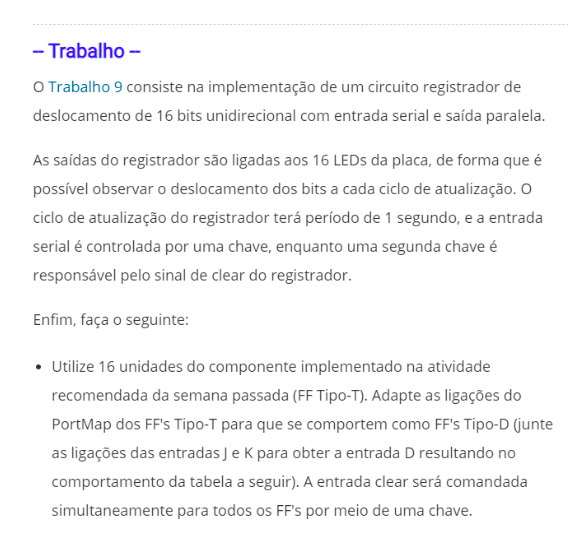 -- Trabalho --
O Trabalho 9 consiste na implementação de um circuito registrador de
deslocamento de 16 bits unidirecional com entrada serial e saída paralela.
As saídas do registrador são ligadas aos 16 LEDs da placa, de forma que é
possível observar o deslocamento dos bits a cada ciclo de atualização. O
ciclo de atualização do registrador terá período de 1 segundo, e a entrada
serial é controlada por uma chave, enquanto uma segunda chave é
responsável pelo sinal de clear do registrador.
Enfim, faça o seguinte:
• Utilize 16 unidades do componente implementado na atividade
recomendada da semana passada (FF Tipo-T). Adapte as ligações do
PortMap dos FF's Tipo-T para que se comportem como FF's Tipo-D (junte
as ligações das entradas J e K para obter a entrada D resultando no
comportamento da tabela a seguir). A entrada clear será comandada
simultaneamente para todos os FF's por meio de uma chave.